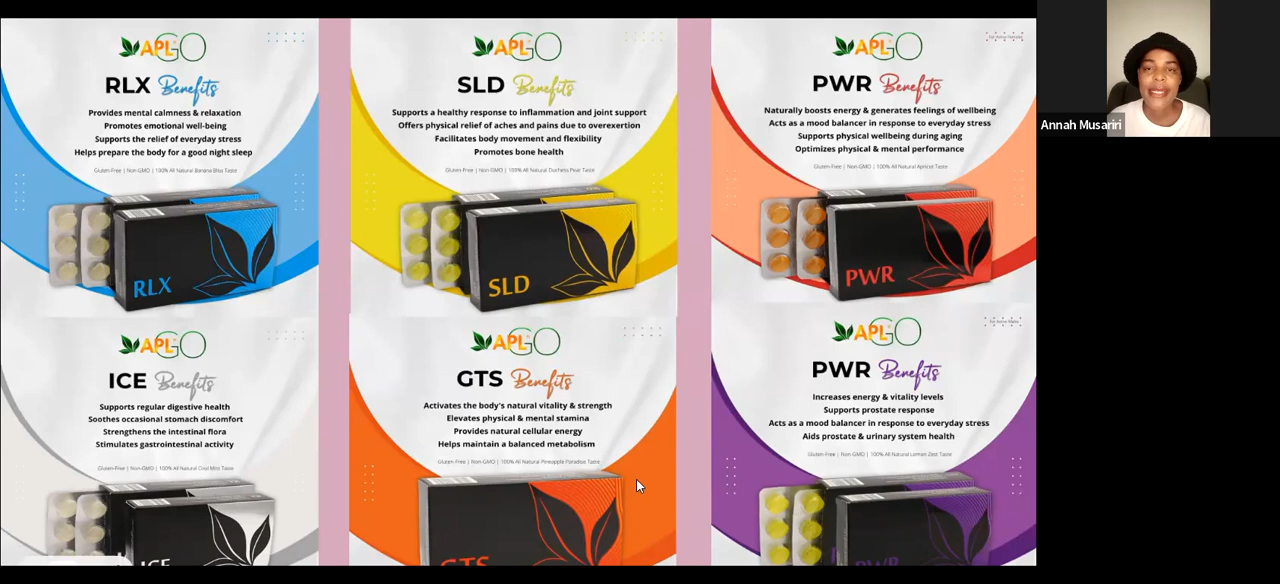 APLGO
RLX Benefits
Provides mental calmness & relaxation
Promotes emotional well-being
Supports the relief of everyday stress
Helps prepare the body for a good night sleep
Gluten-Free | Non-GMO | 100% All Natural Banana Bliss Taste
RLX
APLGO
SLD Benefits
Supports a healthy response to inflammation and joint support
Offers physical relief of aches and pains due to overexertion
Facilitates body movement and flexibility
Promotes bone health
Gluten-Free | Non-GMO | 100% All Natural Duchess Pear Taste
SLD
For Active Females
APLGO
PWR Benefits
Naturally boosts energy & generates feelings of wellbeing
Acts as a mood balancer in response to everyday stress
Supports physical wellbeing during aging
Optimizes physical & mental performance
Gluten-Free | Non-GMO | 100% All Natural Apricot Taste
PWR
Annah Musariri
APLGO
ICE Benefits
Supports regular digestive health
Soothes occasional stomach discomfort
Strengthens the intestinal flora
Stimulates gastrointestinal activity
Gluten-Free | Non-GMO | 100% All Natural Cool Mint Taste
ICE
APLGO
GTS Benefits
Activates the body's natural vitality & strength
Elevates physical & mental stamina
Provides natural cellular energy
Helps maintain a balanced metabolism
Gluten-Free | Non-GMO | 100% All Natural Pineapple Paradise Taste
GTS
For Active Males
APLGO
PWR Benefits
Increases energy & vitality levels
Supports prostate response
Acts as a mood balancer in response to everyday stress
Aids prostate & urinary system health
Gluten-Free | Non-GMO | 100% All Natural Lemon Zest Taste
PWR